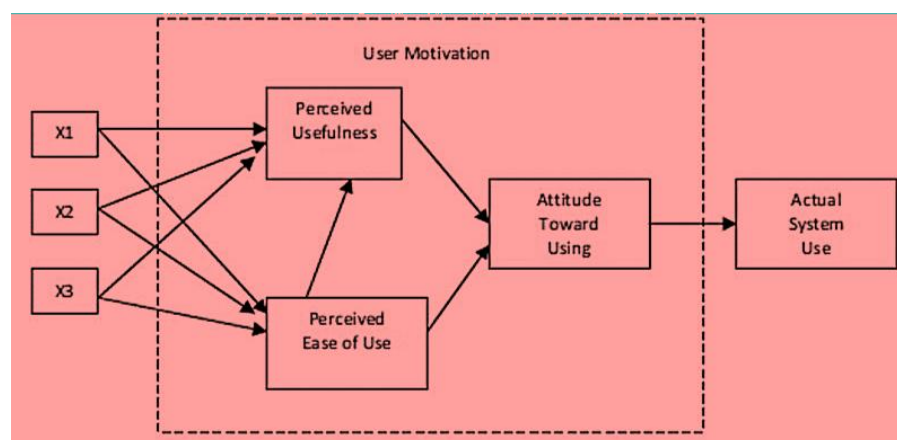 User Motivation
X1
Perceived
Usefulness
X2
Attitude
Toward
Using
Actual
System
Use
X3
Perceived
Ease of Use